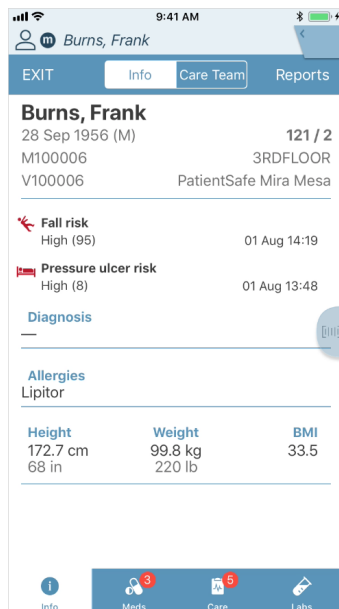 9:41 AM
m Burns, Frank
EXIT Info Care Team Reports
Burns, Frank
28 Sep 1956 (M) 121 / 2
M100006 3RDFLOOR
V100006 PatientSafe Mira Mesa
Fall risk
High (95) 01 Aug 14:19
Pressure ulcer risk
High (8) 01 Aug 13:48
Diagnosis
—
Allergies
Lipitor
Height Weight BMI
172.7 cm 99.8 kg 33.5
68 in 220 lb
3 5
Info Meds Care Labs